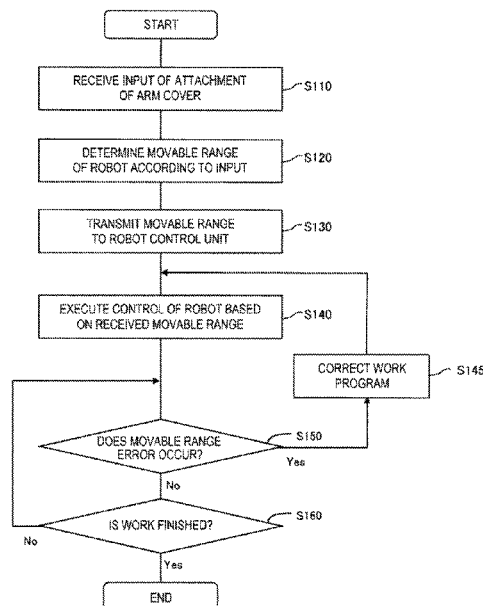 START
RECEIVE INPUT OF ATTACHMENT
OF ARM COVER
S110
DETERMINE MOVABLE RANGE
OF ROBOT ACCORDING TO INPUT
S120
TRANSMIT MOVABLE RANGE
TO ROBOT CONTROL UNIT
S130
EXECUTE CONTROL OF ROBOT BASED
ON RECEIVED MOVABLE RANGE
S140
CORRECT WORK
PROGRAM
S145
DOES MOVABLE RANGE
ERROR OCCUR?
S150
Yes
No
IS WORK FINISHED?
S160
No
Yes
END